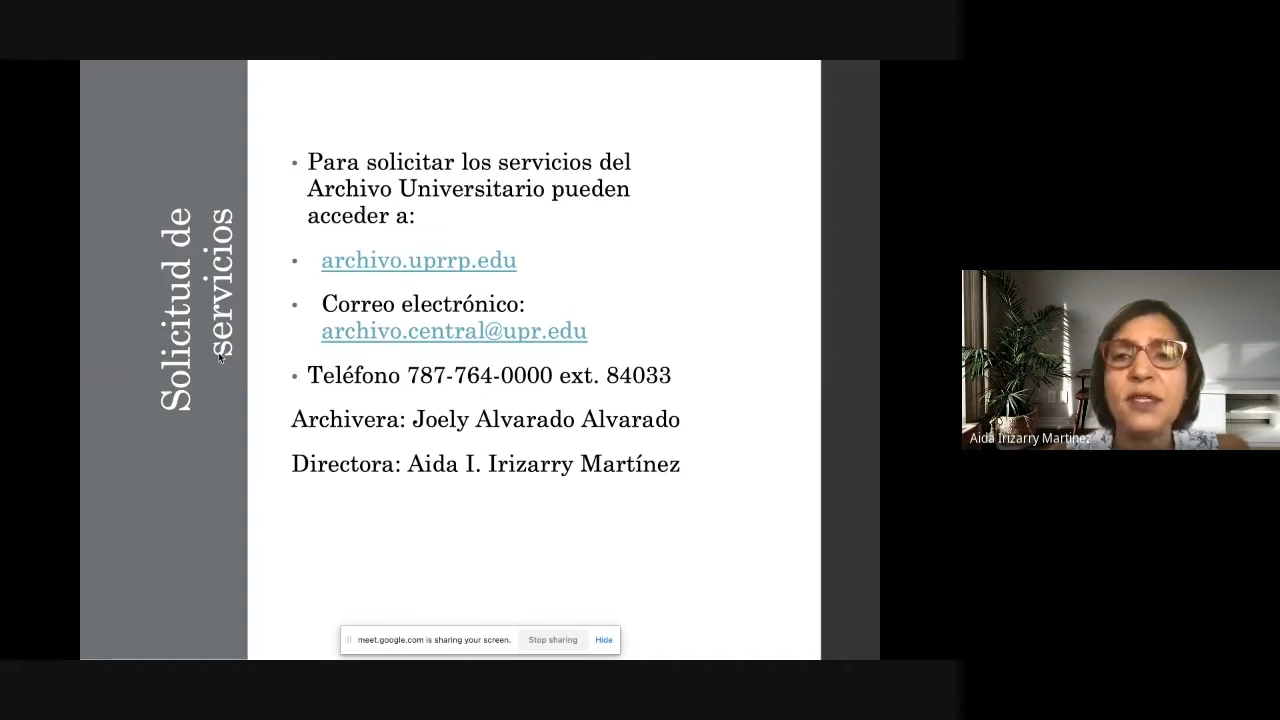 Solicitud de
servicios
• Para solicitar los servicios del
Archivo Universitario pueden
acceder a:
• archivo.uprrp.edu
• Correo electrónico:
archivo.central@upr.edu
• Teléfono 787-764-0000 ext. 84033
Archivera: Joely Alvarado Alvarado
Directora: Aida I. Irizarry Martínez
meet.google.com is sharing your screen. Stop sharing Hide
Aida Irizarry Martinez